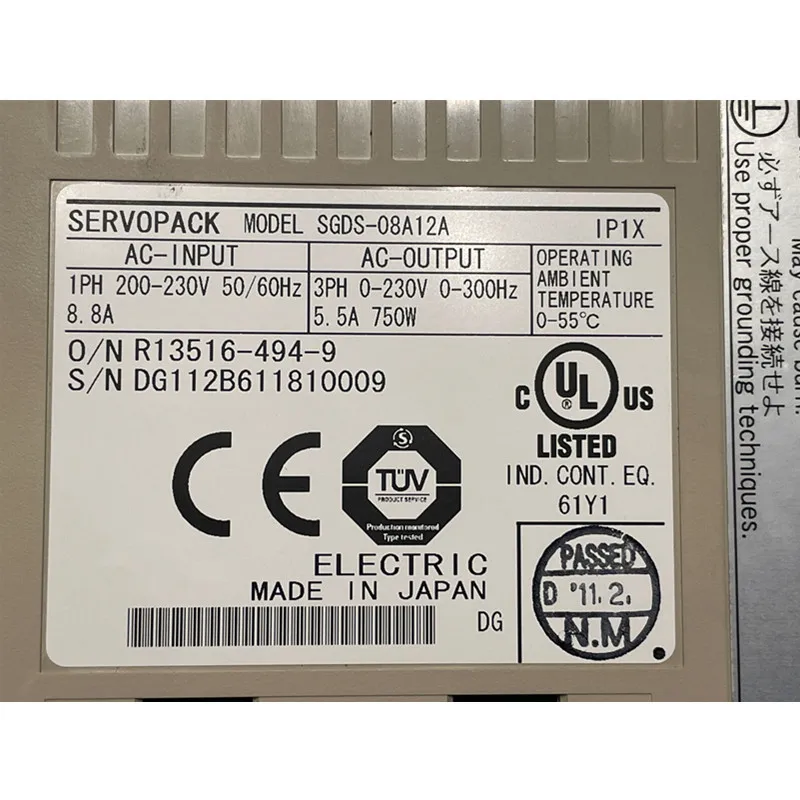 SERVOPACK MODEL SGDS-08A12A IP1X
AC-INPUT
1PH 200-230V 50/60Hz
8.8A
AC-OUTPUT
3PH 0-230V 0-300Hz
5.5A 750W
OPERATING
AMBIENT
TEMPERATURE
0-55℃
O/N R13516-494-9
S/N DG112B611810009
CE
S
TÜV
PRODUCT SERVICE
Production monitored
Type tested
C UL ® US
LISTED
IND. CONT. EQ.
61Y1
ELECTRIC
MADE IN JAPAN
DG
PASSED
D '11.2.
N.M
May cause burn.
必ずアース線を接続せよ
Use proper grounding techniques.